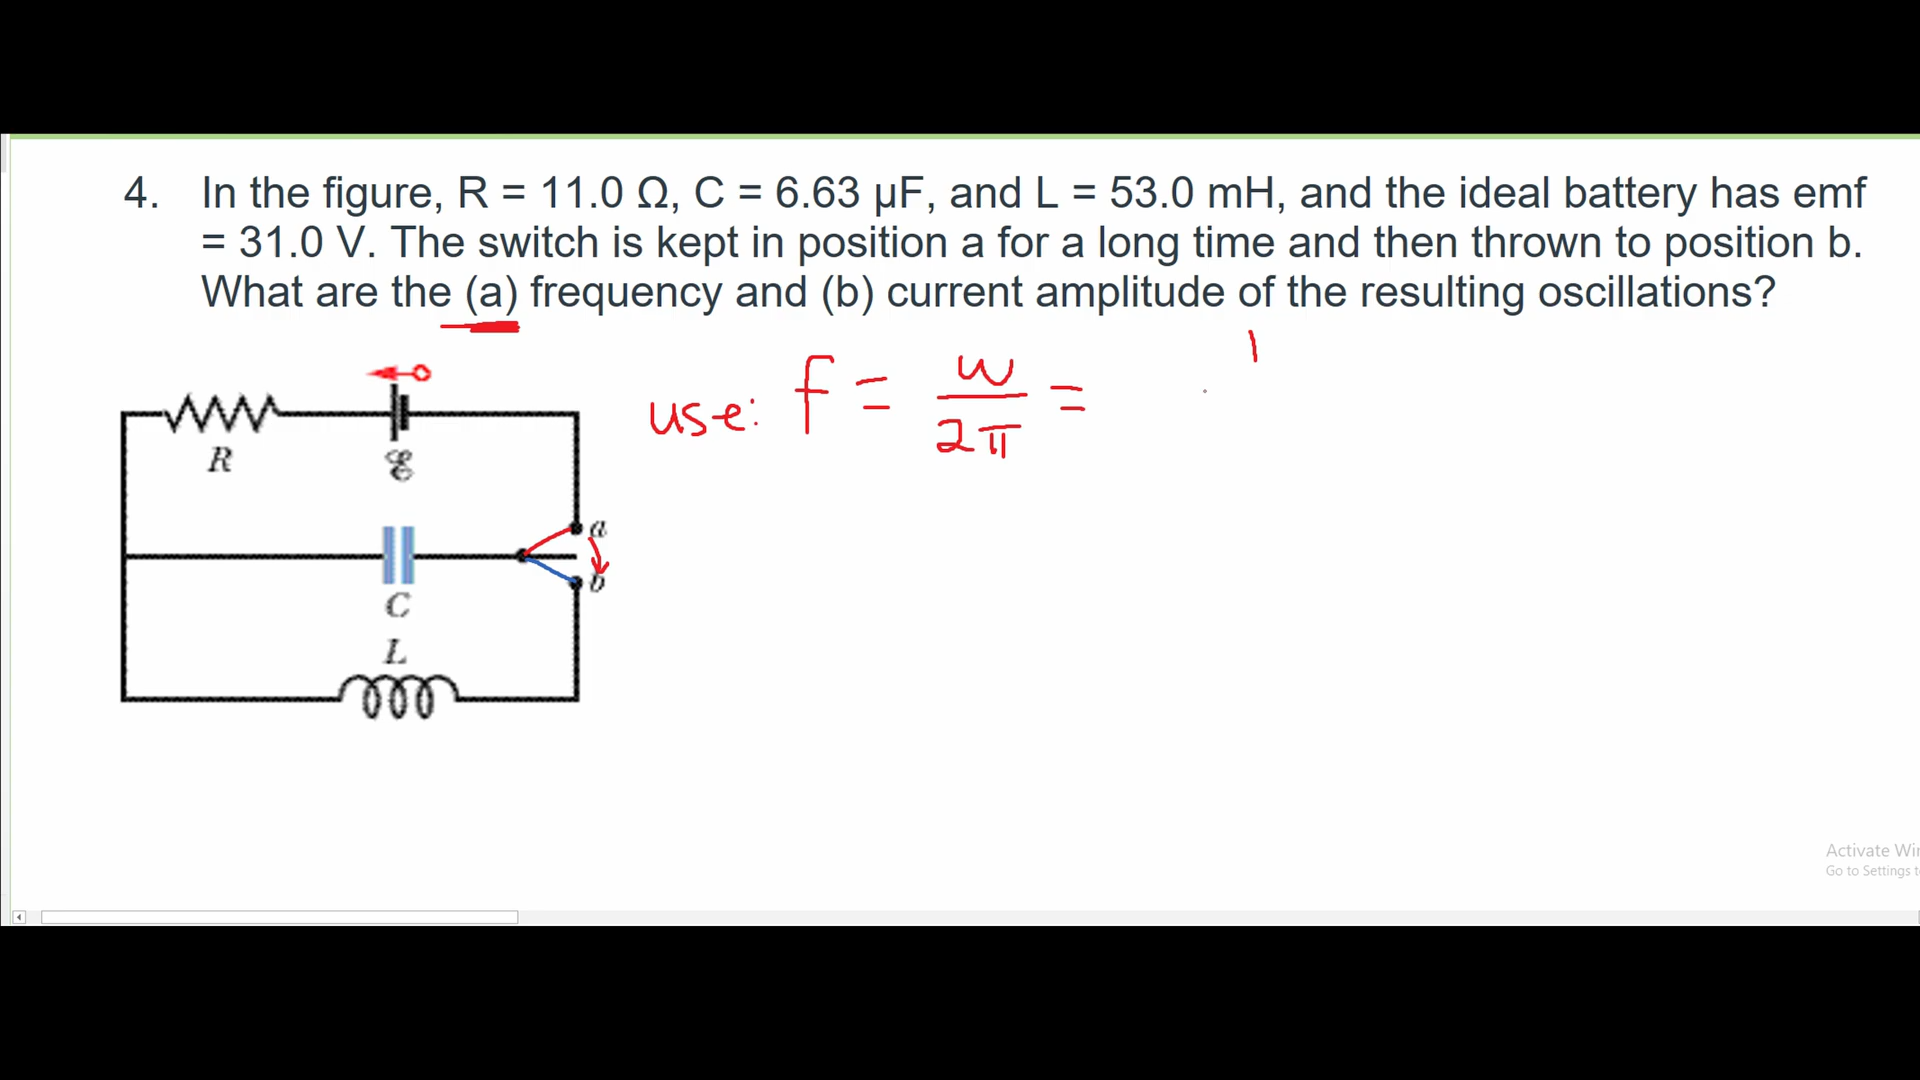 4. In the figure, R = 11.0 Ω, C = 6.63 μF, and L = 53.0 mH, and the ideal battery has emf
= 31.0 V. The switch is kept in position a for a long time and then thrown to position b.
What are the (a) frequency and (b) current amplitude of the resulting oscillations?
use: f = w/2π =
R
ℰ
a
b
C
L
Activate Win
Go to Settings t